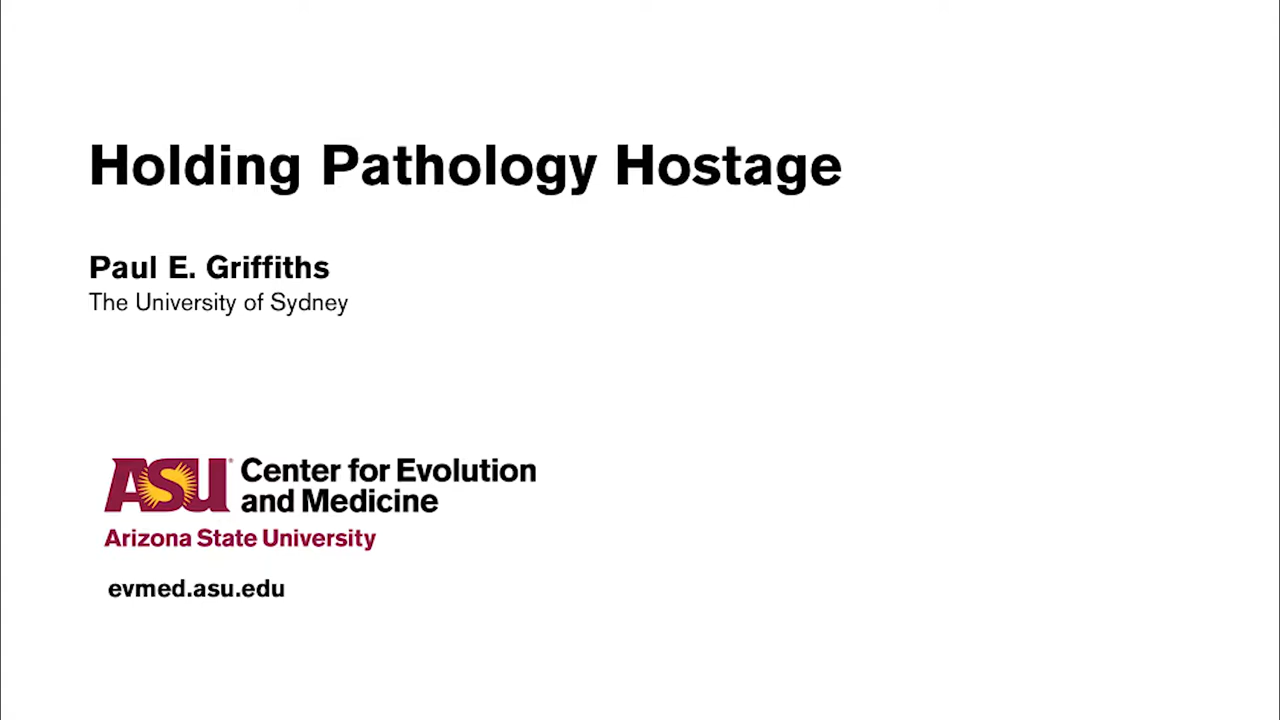 Holding Pathology Hostage
Paul E. Griffiths
The University of Sydney
ASU® Center for Evolution
and Medicine
Arizona State University
evmed.asu.edu